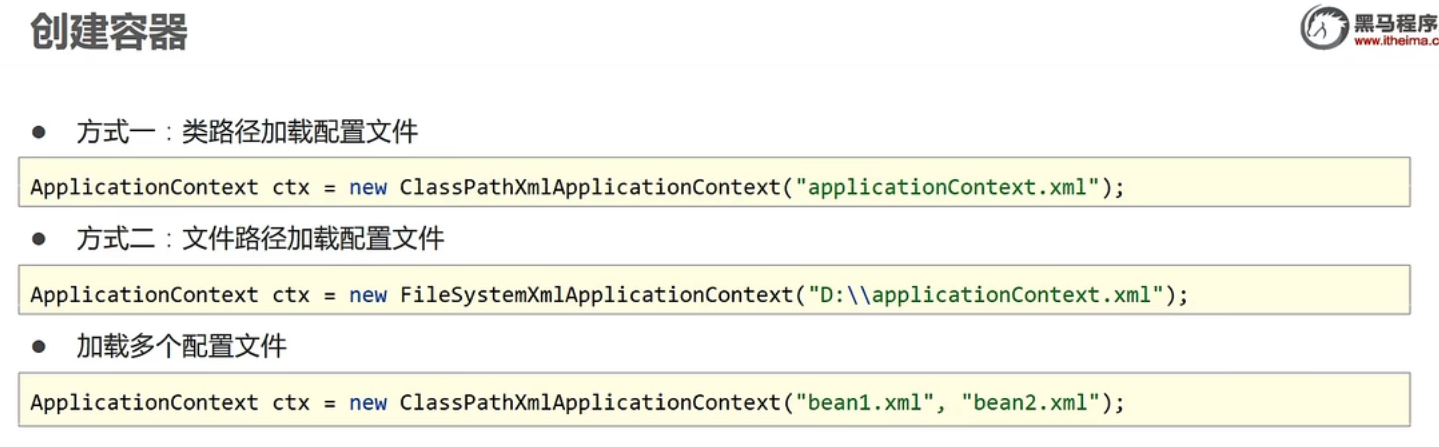 创建容器
黑马程序
www.itheima.c
● 方式一：类路径加载配置文件
ApplicationContext ctx = new ClassPathXmlApplicationContext("applicationContext.xml");
● 方式二：文件路径加载配置文件
ApplicationContext ctx = new FileSystemXmlApplicationContext("D:\\applicationContext.xml");
● 加载多个配置文件
ApplicationContext ctx = new ClassPathXmlApplicationContext("bean1.xml", "bean2.xml");